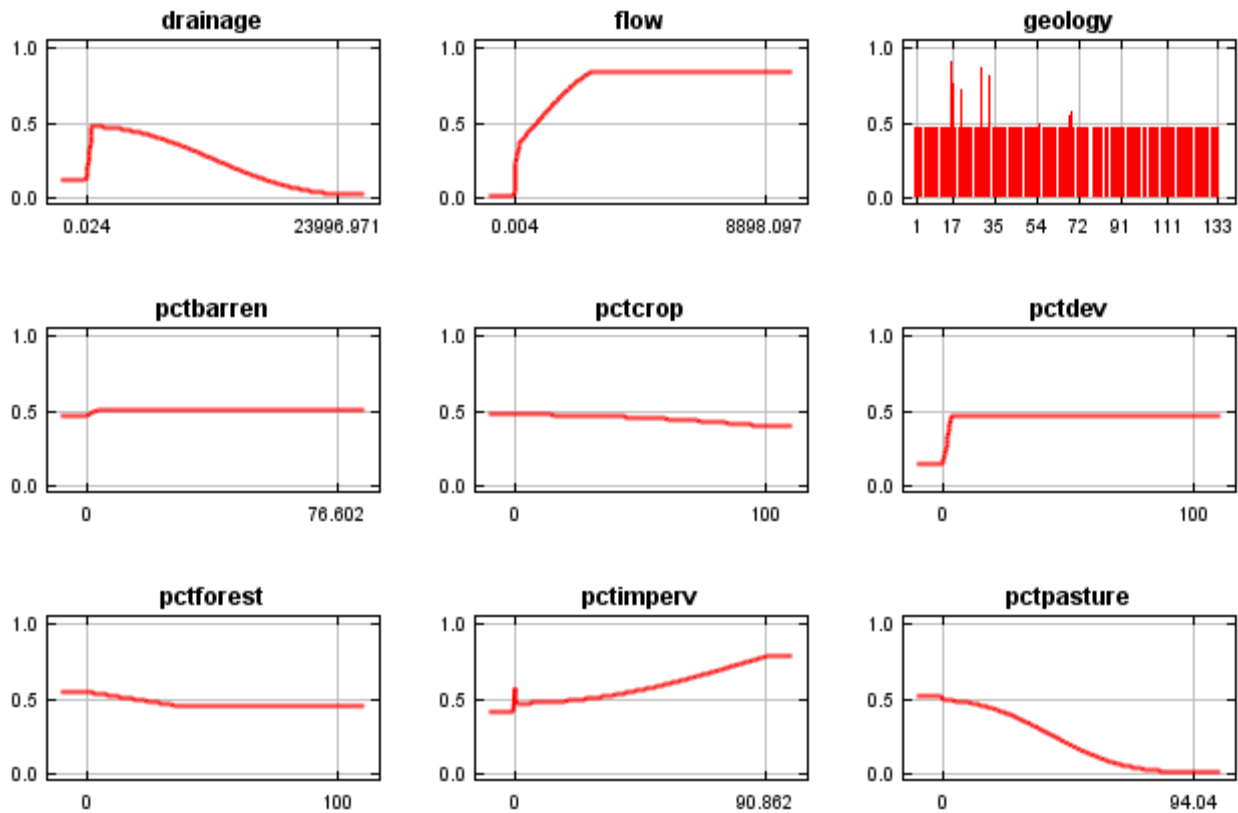 drainage flow geology
1.0 1.0 1.0
0.5 0.5 0.5
0.0 0.0 0.0
0.024 23996.971 0.004 8898.097 1 17 35 54 72 91 111 133
pctbarren pctcrop pctdev
1.0 1.0 1.0
0.5 0.5 0.5
0.0 0.0 0.0
0 76.602 0 100 0 100
pctforest pctimperv pctpasture
1.0 1.0 1.0
0.5 0.5 0.5
0.0 0.0 0.0
0 100 0 90.862 0 94.04